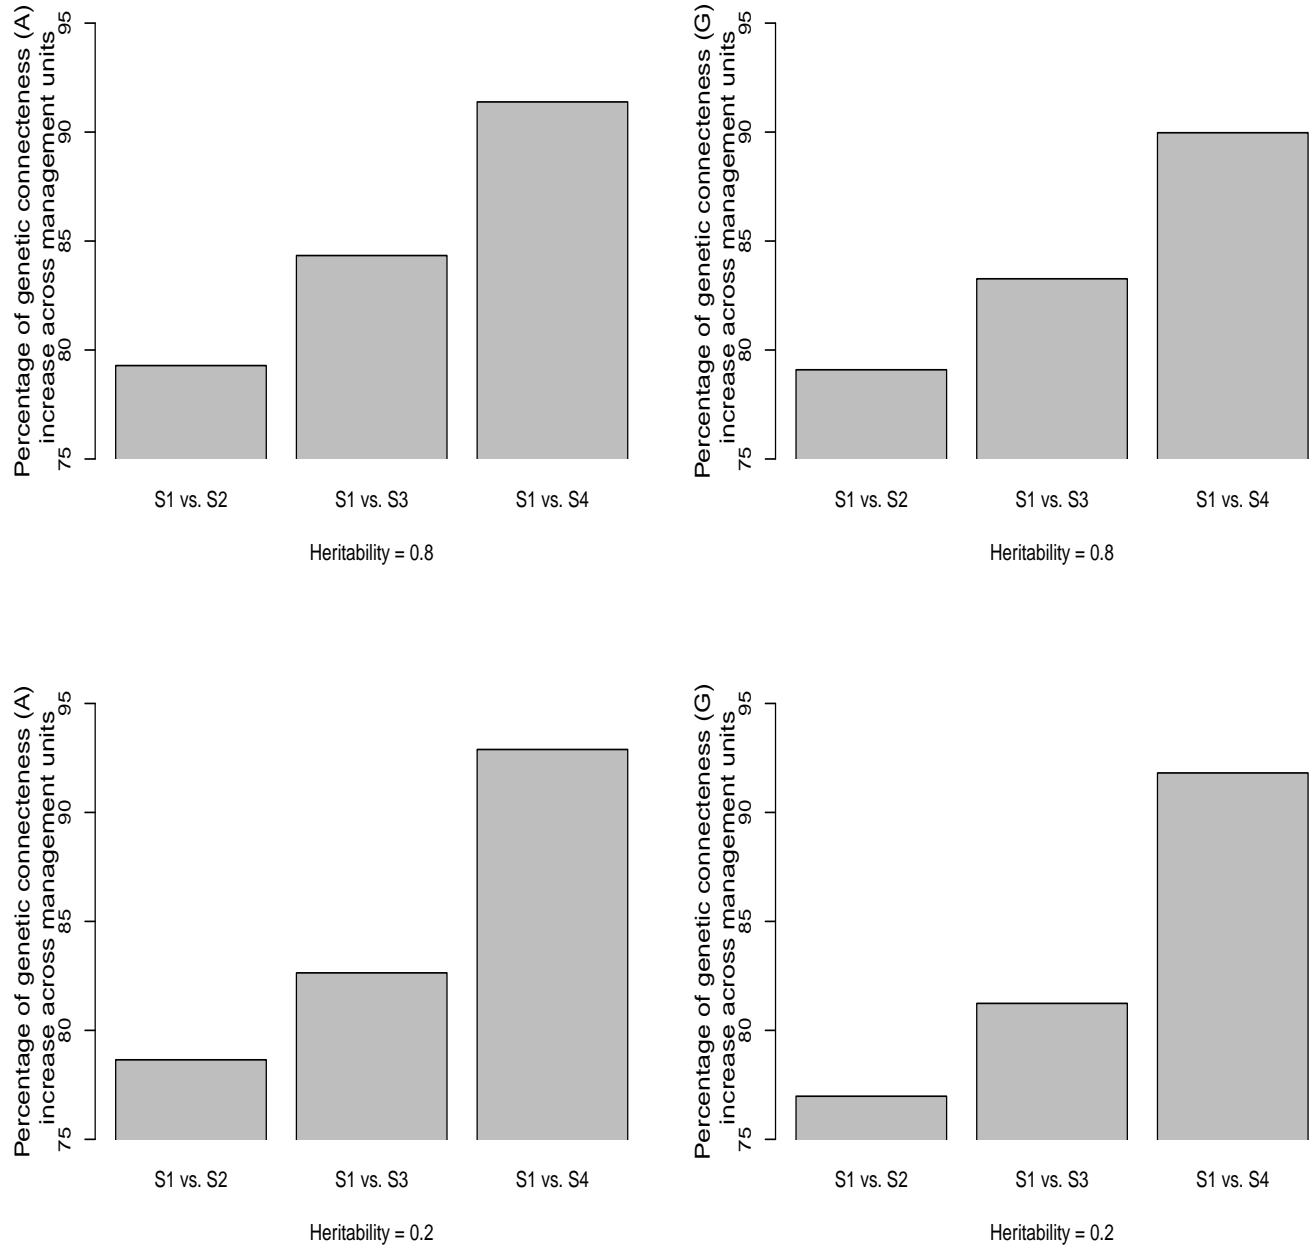 Percentage of genetic connecteness (A)
increase across management units
95
90
85
80
75
S1 vs. S2
S1 vs. S3
S1 vs. S4
Heritability = 0.8
Percentage of genetic connecteness (G)
increase across management units
95
90
85
80
75
S1 vs. S2
S1 vs. S3
S1 vs. S4
Heritability = 0.8
Percentage of genetic connecteness (A)
increase across management units
95
90
85
80
75
S1 vs. S2
S1 vs. S3
S1 vs. S4
Heritability = 0.2
Percentage of genetic connecteness (G)
increase across management units
95
90
85
80
75
S1 vs. S2
S1 vs. S3
S1 vs. S4
Heritability = 0.2